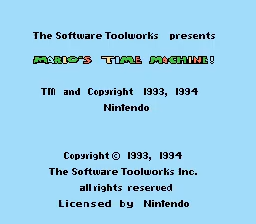 The Software Toolworks presents
MARIO'S TIME MACHINE!
TM and Copyright 1993, 1994
Nintendo
Copyright © 1993, 1994
The Software Toolworks Inc.
all rights reserved
Licensed by Nintendo